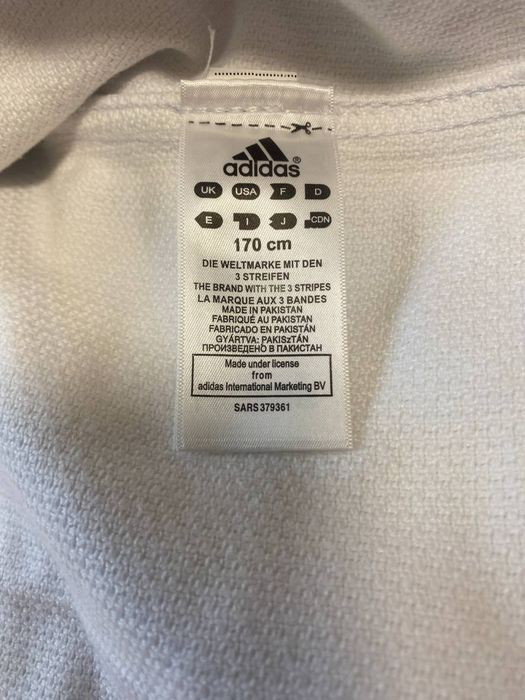 adidas®
UK USA F D
E I J CDN
170 cm
DIE WELTMARKE MIT DEN
3 STREIFEN
THE BRAND WITH THE 3 STRIPES
LA MARQUE AUX 3 BANDES
MADE IN PAKISTAN
FABRIQUÉ AU PAKISTAN
FABRICADO EN PAKISTÁN
GYÁRTVA: PAKISzTÁN
ПРОИЗВЕДЕНО В ПАКИСТАН
Made under license
from
adidas International Marketing BV
SARS 379361